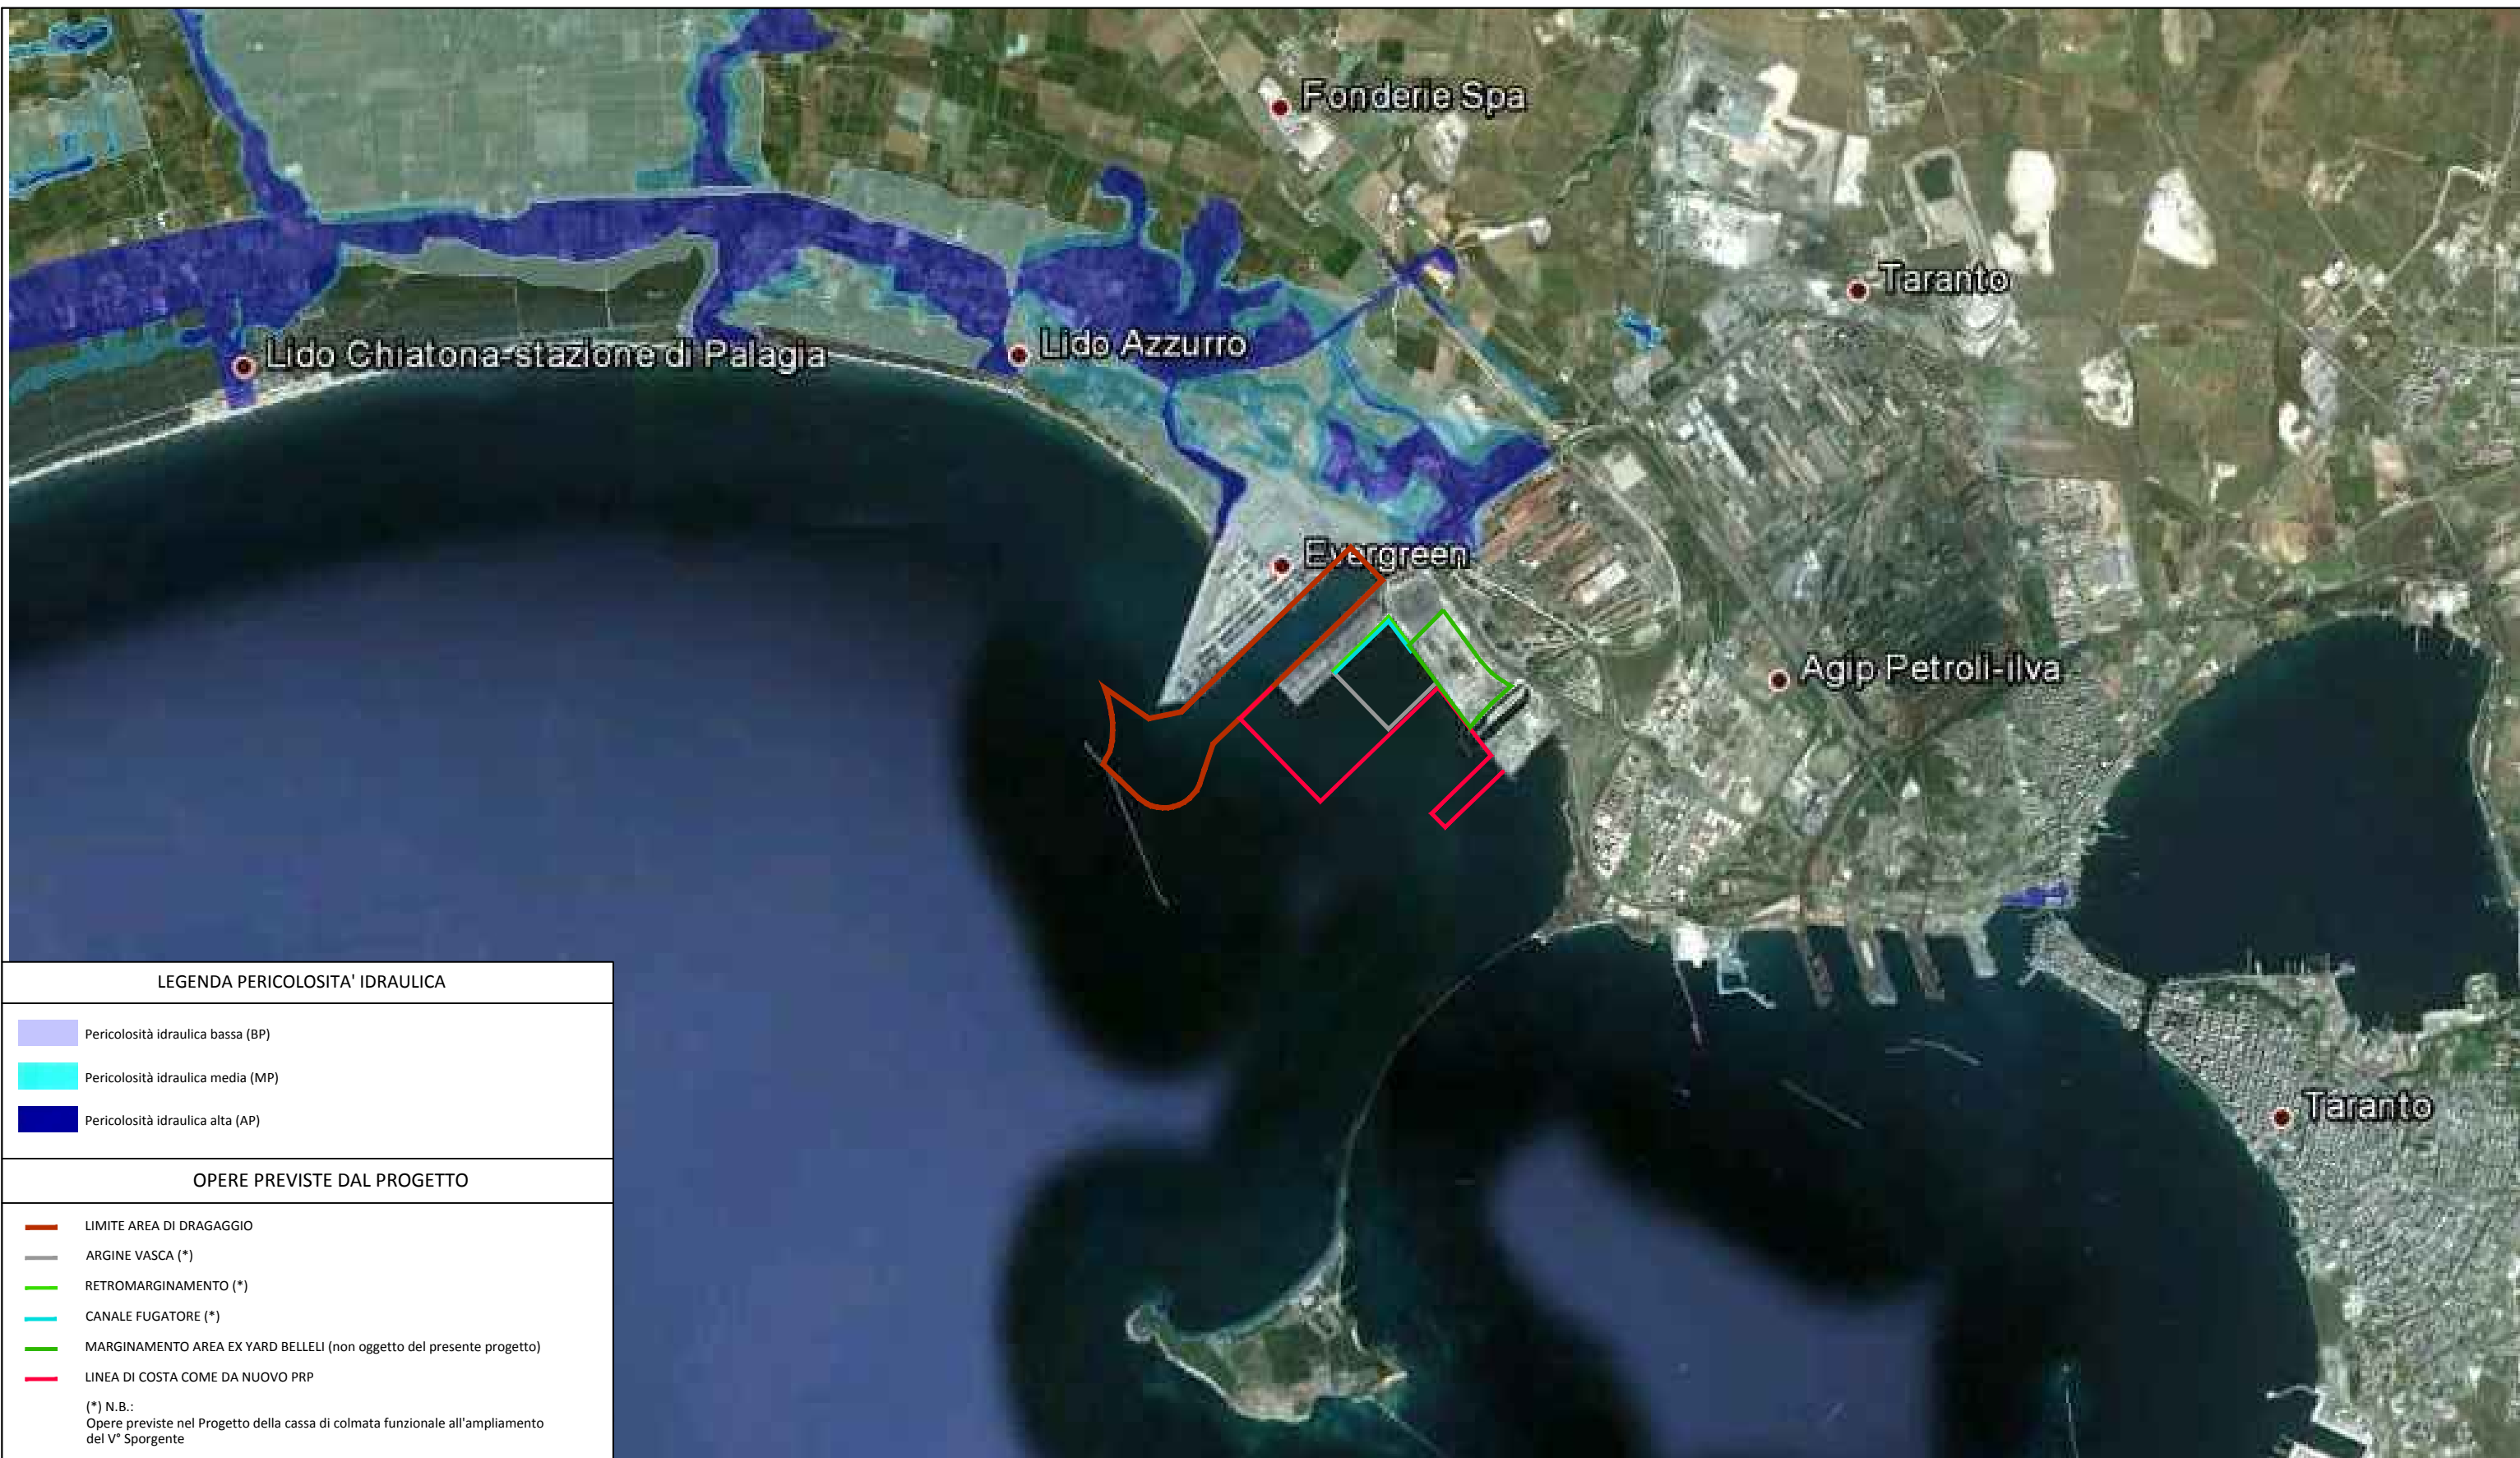 Fonderie Spa
Taranto
Lido Chiatona-stazione di Palagia
Lido Azzurro
Evergreen
Agip Petroli-ilva
Taranto
LEGENDA PERICOLOSITA' IDRAULICA
Pericolosità idraulica bassa (BP)
Pericolosità idraulica media (MP)
Pericolosità idraulica alta (AP)
OPERE PREVISTE DAL PROGETTO
LIMITE AREA DI DRAGAGGIO
ARGINE VASCA (*)
RETROMARGINAMENTO (*)
CANALE FUGATORE (*)
MARGINAMENTO AREA EX YARD BELLELI (non oggetto del presente progetto)
LINEA DI COSTA COME DA NUOVO PRP
(*) N.B.:
Opere previste nel Progetto della cassa di colmata funzionale all'ampliamento
del V° Sporgente